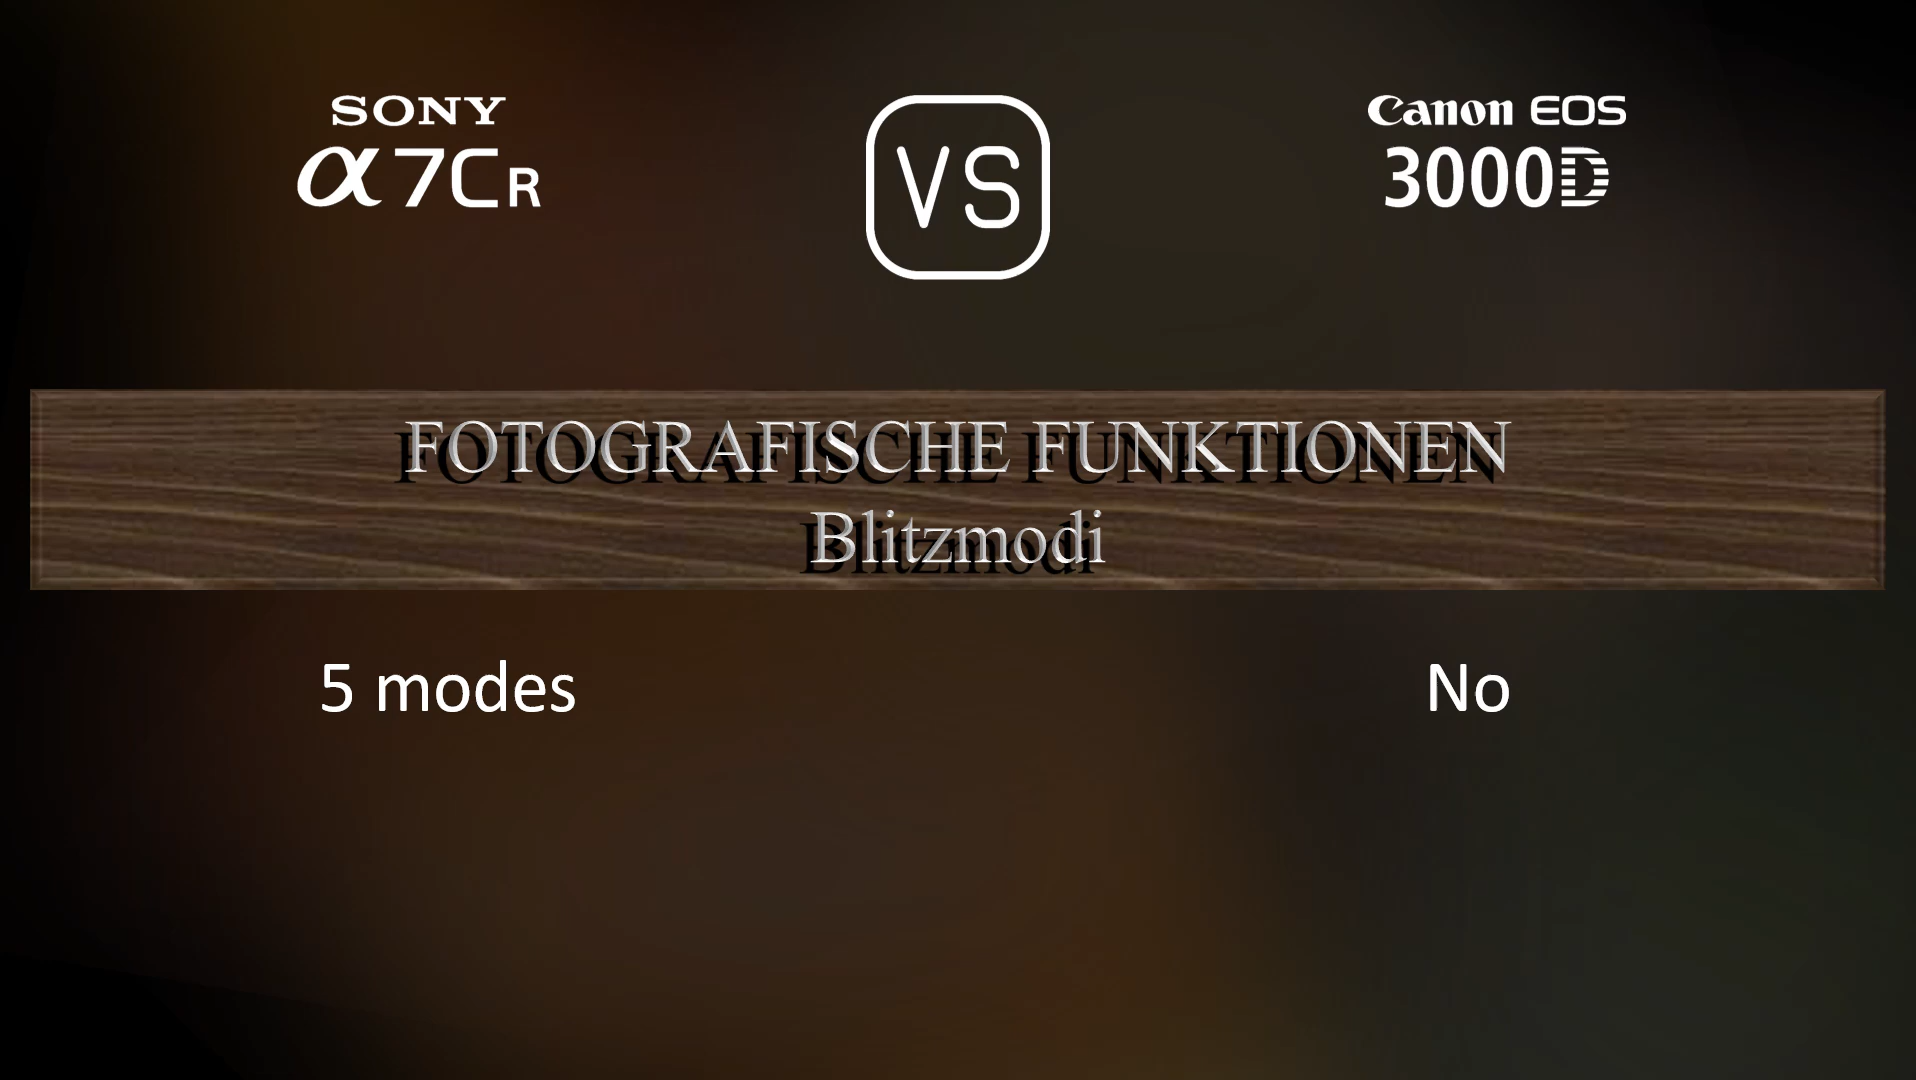 SONY
α7CR
VS
Canon EOS
3000D
FOTOGRAFISCHE FUNKTIONEN
Blitzmodi
5 modes
No